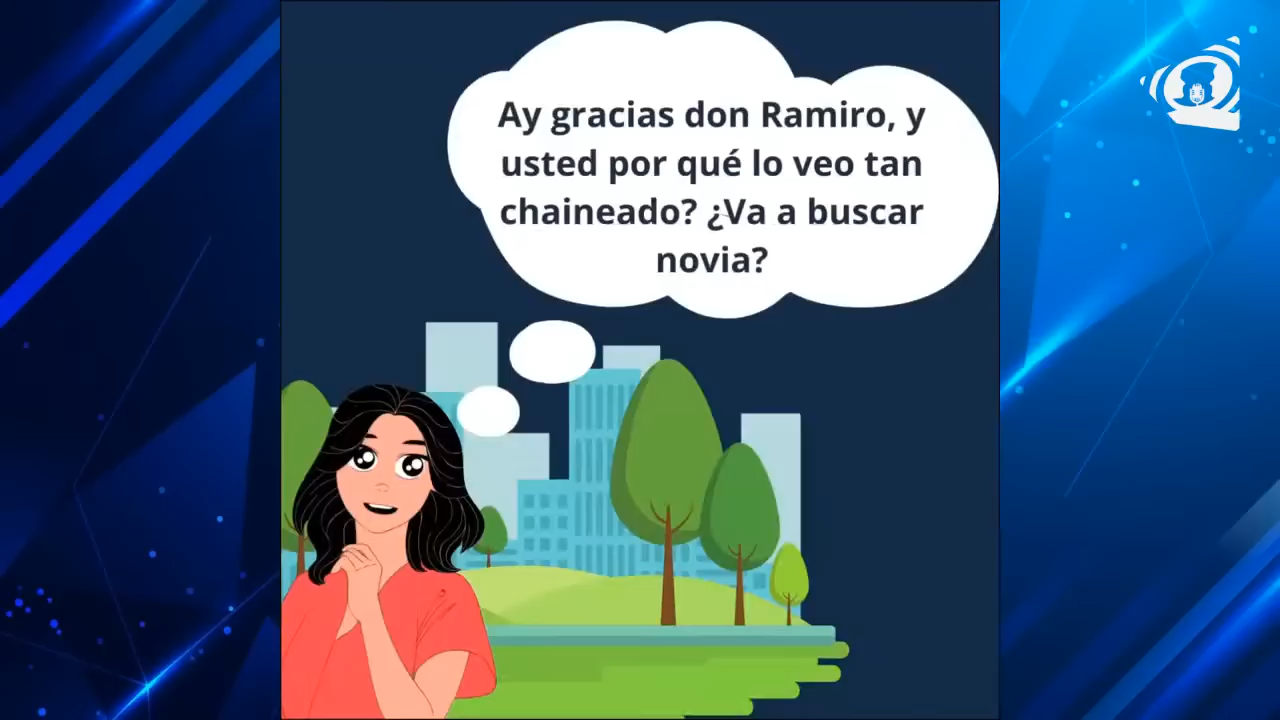 Ay gracias don Ramiro, y
usted por qué lo veo tan
chaineado? ¿Va a buscar
novia?